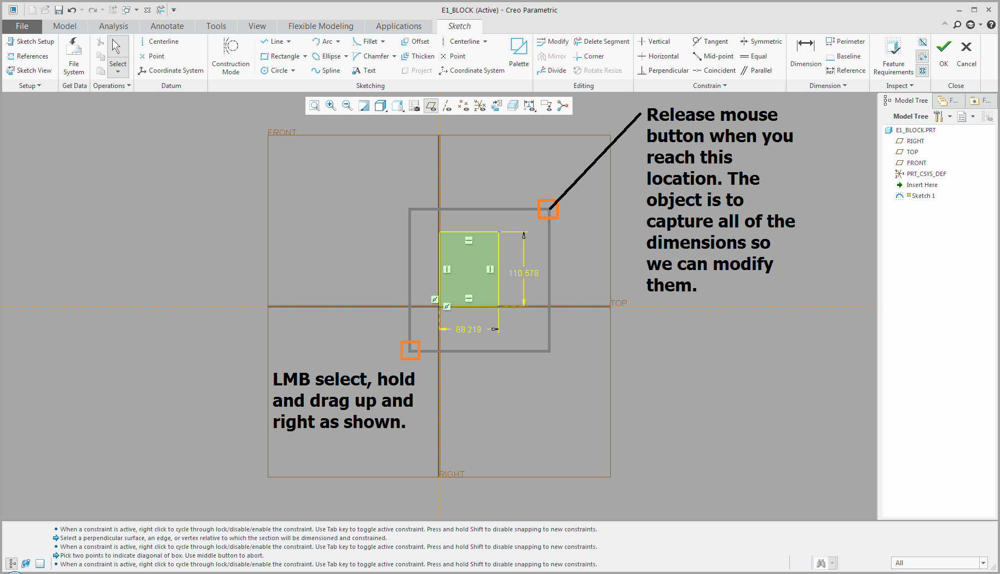 E1_BLOCK (Active) - Creo Parametric
File Model Analysis Annotate Tools View Flexible Modeling Applications Sketch
Sketch Setup
References
Sketch View
Setup
File
System
Get Data
Select
Operations
Centerline
Point
Coordinate System
Datum
Construction
Mode
Line Arc Fillet Offset Centerline
Rectangle Ellipse Chamfer Thicken Point
Circle Spline Text Project Coordinate System
Palette
Sketching
Modify Delete Segment
Mirror Corner
Divide Rotate Resize
Editing
Vertical Tangent Symmetric
Horizontal Mid-point Equal
Perpendicular Coincident Parallel
Constrain
Dimension
Perimeter
Baseline
Reference
Dimension
Feature
Requirements
Inspect
OK Cancel
Close
FRONT
Release mouse
button when you
reach this
location. The
object is to
capture all of the
dimensions so
we can modify
them.
110.578
TOP
88.219
LMB select, hold
and drag up and
right as shown.
RIGHT
Model Tree F... F...
Model Tree
E1_BLOCK.PRT
RIGHT
TOP
FRONT
PRT_CSYS_DEF
Insert Here
Sketch 1
When a constraint is active, right click to cycle through lock/disable/enable the constraint. Use Tab key to toggle active constraint. Press and hold Shift to disable snapping to new constraints.
Select a perpendicular surface, an edge, or vertex relative to which the section will be dimensioned and constrained.
When a constraint is active, right click to cycle through lock/disable/enable the constraint. Use Tab key to toggle active constraint. Press and hold Shift to disable snapping to new constraints.
Pick two points to indicate diagonal of box. Use middle button to abort.
When a constraint is active, right click to cycle through lock/disable/enable the constraint. Use Tab key to toggle active constraint. Press and hold Shift to disable snapping to new constraints.
All